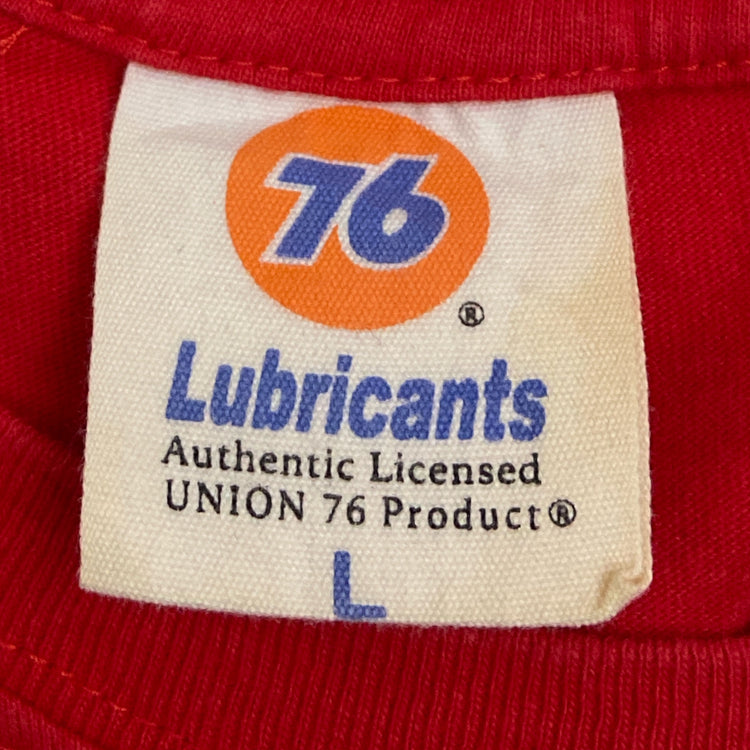 76
®
Lubricants
Authentic Licensed
UNION 76 Product®
L